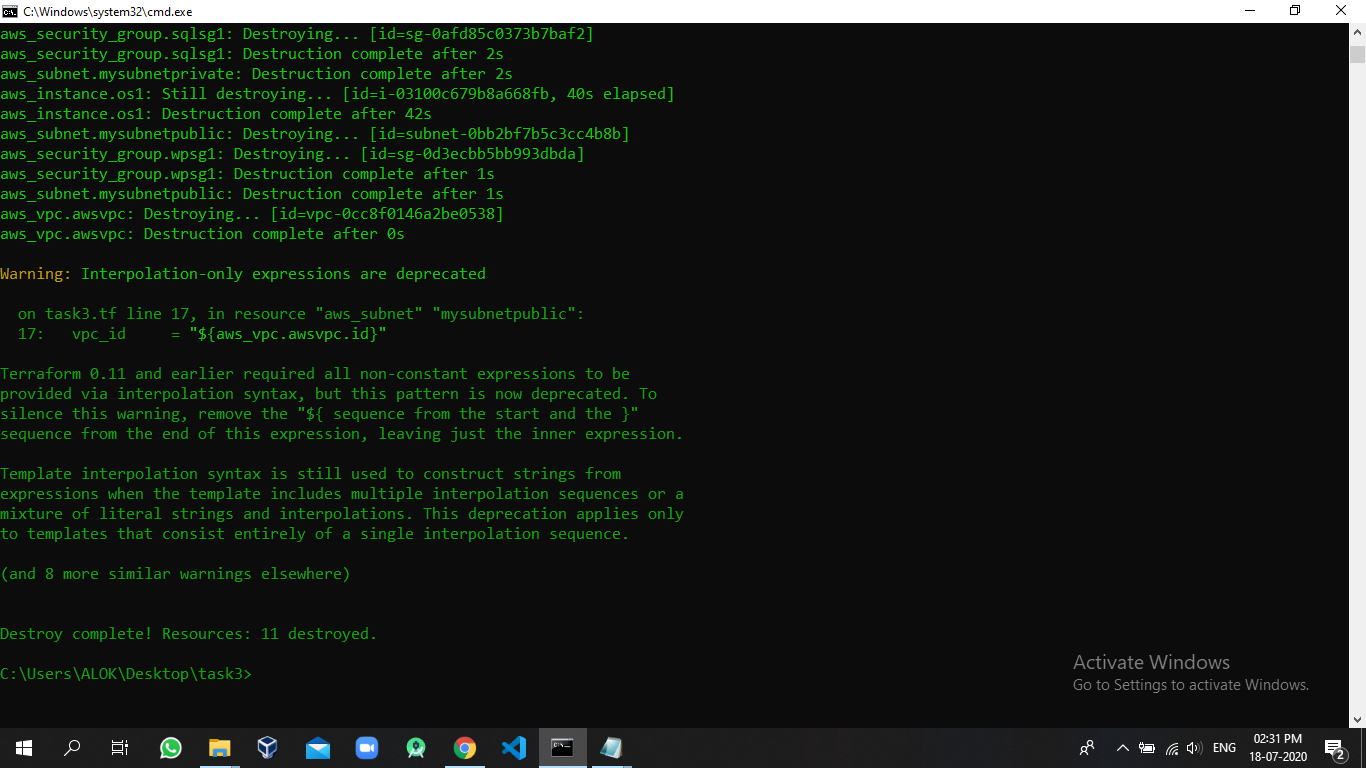 C:\Windows\system32\cmd.exe
aws_security_group.sqlsg1: Destroying... [id=sg-0afd85c0373b7baf2]
aws_security_group.sqlsg1: Destruction complete after 2s
aws_subnet.mysubnetprivate: Destruction complete after 2s
aws_instance.os1: Still destroying... [id=i-03100c679b8a668fb, 40s elapsed]
aws_instance.os1: Destruction complete after 42s
aws_subnet.mysubnetpublic: Destroying... [id=subnet-0bb2bf7b5c3cc4b8b]
aws_security_group.wpsg1: Destroying... [id=sg-0d3ecbb5bb993dbda]
aws_security_group.wpsg1: Destruction complete after 1s
aws_subnet.mysubnetpublic: Destruction complete after 1s
aws_vpc.awsvpc: Destroying... [id=vpc-0cc8f0146a2be0538]
aws_vpc.awsvpc: Destruction complete after 0s
Warning: Interpolation-only expressions are deprecated
on task3.tf line 17, in resource "aws_subnet" "mysubnetpublic":
17:   vpc_id     = "${aws_vpc.awsvpc.id}"
Terraform 0.11 and earlier required all non-constant expressions to be
provided via interpolation syntax, but this pattern is now deprecated. To
silence this warning, remove the "${ sequence from the start and the }"
sequence from the end of this expression, leaving just the inner expression.
Template interpolation syntax is still used to construct strings from
expressions when the template includes multiple interpolation sequences or a
mixture of literal strings and interpolations. This deprecation applies only
to templates that consist entirely of a single interpolation sequence.
(and 8 more similar warnings elsewhere)
Destroy complete! Resources: 11 destroyed.
C:\Users\ALOK\Desktop\task3>
Activate Windows
Go to Settings to activate Windows.
ENG
02:31 PM
18-07-2020
2